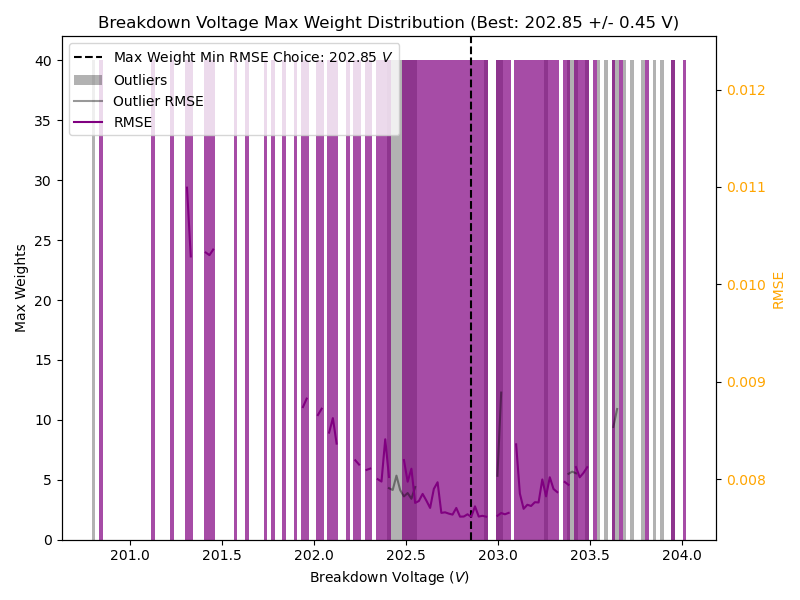 Breakdown Voltage Max Weight Distribution (Best: 202.85 +/- 0.45 V)
Max Weight Min RMSE Choice: 202.85 V
Outliers
Outlier RMSE
RMSE
40
35
30
25
20
15
10
5
0
Max Weights
0.012
0.011
0.010
0.009
0.008
RMSE
201.0 201.5 202.0 202.5 203.0 203.5 204.0
Breakdown Voltage (V)